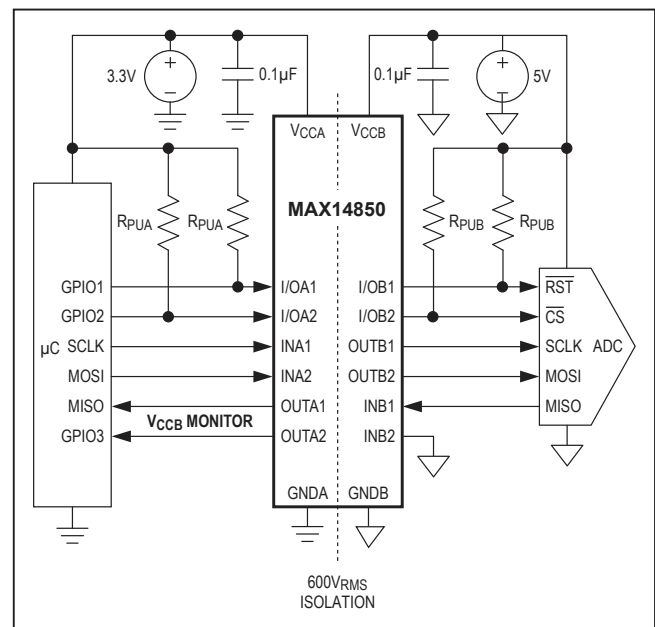 3.3V
0.1µF
0.1µF
5V
VCCA
VCCB
MAX14850
RPUA
RPUA
RPUB
RPUB
µC
GPIO1
I/OA1
I/OB1
RST
GPIO2
I/OA2
I/OB2
CS
SCLK
INA1
OUTB1
SCLK
ADC
MOSI
INA2
OUTB2
MOSI
MISO
VCCB MONITOR
OUTA1
INB1
MISO
GPIO3
OUTA2
INB2
GNDA
GNDB
600VRMS
ISOLATION